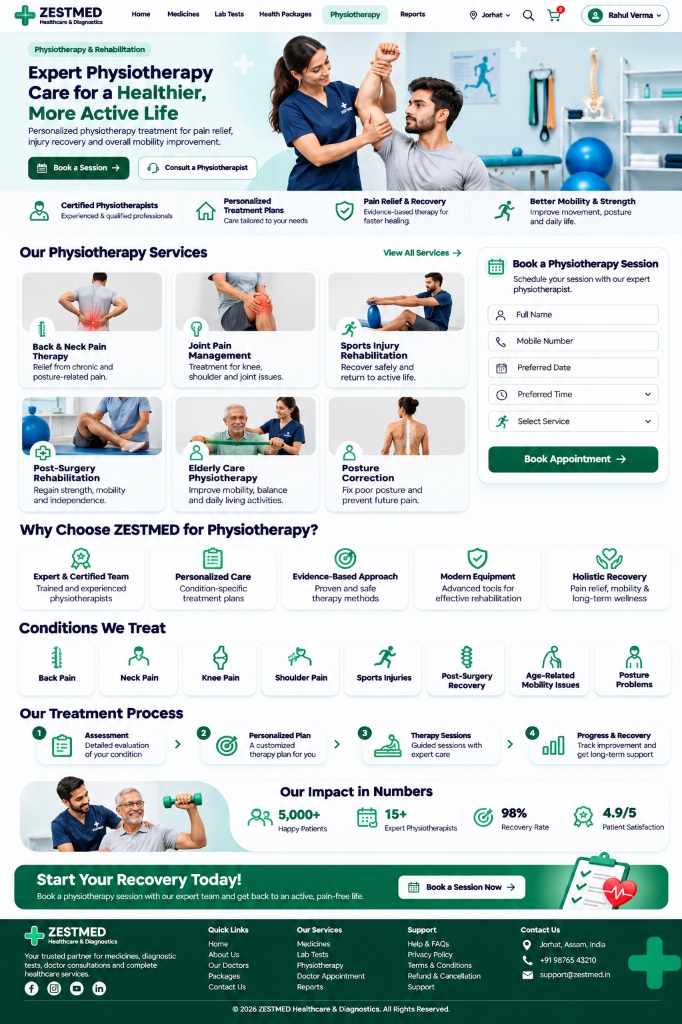 ZESTMED
Healthcare & Diagnostics
Home
Medicines
Lab Tests
Health Packages
Physiotherapy
Reports
Jorhat
2
Rahul Verma
Physiotherapy & Rehabilitation
Expert Physiotherapy
Care for a Healthier,
More Active Life
Personalized physiotherapy treatment for pain relief,
injury recovery and overall mobility improvement.
Book a Session →
Consult a Physiotherapist
ZESTMED
Certified Physiotherapists
Experienced & qualified professionals
Personalized
Treatment Plans
Care tailored to your needs
Pain Relief & Recovery
Evidence-based therapy for
faster healing.
Better Mobility & Strength
Improve movement, posture
and daily life.
Our Physiotherapy Services
View All Services →
Back & Neck Pain
Therapy
Relief from chronic and
posture-related pain.
Joint Pain
Management
Treatment for knee,
shoulder and joint issues.
Sports Injury
Rehabilitation
Recover safely and
return to active life.
Post-Surgery
Rehabilitation
Regain strength, mobility
and independence.
Elderly Care
Physiotherapy
Improve mobility, balance
and daily living activities.
Posture
Correction
Fix poor posture and
prevent future pain.
Book a Physiotherapy Session
Schedule your session with our expert
physiotherapist.
Full Name
Mobile Number
Preferred Date
Preferred Time
Select Service
Book Appointment →
Why Choose ZESTMED for Physiotherapy?
Expert & Certified Team
Trained and experienced
physiotherapists
Personalized Care
Condition-specific
treatment plans
Evidence-Based Approach
Proven and safe
therapy methods
Modern Equipment
Advanced tools for
effective rehabilitation
Holistic Recovery
Pain relief, mobility &
long-term wellness
Conditions We Treat
Back Pain
Neck Pain
Knee Pain
Shoulder Pain
Sports Injuries
Post-Surgery
Recovery
Age-Related
Mobility Issues
Posture
Problems
Our Treatment Process
1
Assessment
Detailed evaluation
of your condition
2
Personalized Plan
A customized
therapy plan for you
3
Therapy Sessions
Guided sessions with
expert care
4
Progress & Recovery
Track improvement and
get long-term support
Our Impact in Numbers
5,000+
Happy Patients
15+
Expert Physiotherapists
98%
Recovery Rate
4.9/5
Patient Satisfaction
Start Your Recovery Today!
Book a physiotherapy session with our expert team and get back to an active, pain-free life.
Book a Session Now →
ZESTMED
Healthcare & Diagnostics
Your trusted partner for medicines, diagnostic
tests, doctor consultations and complete
healthcare services.
Quick Links
Home
About Us
Our Doctors
Packages
Contact Us
Our Services
Medicines
Lab Tests
Physiotherapy
Doctor Appointment
Reports
Support
Help & FAQs
Privacy Policy
Terms & Conditions
Refund & Cancellation
Support
Contact Us
Jorhat, Assam, India
+91 98765 43210
support@zestmed.in
© 2026 ZESTMED Healthcare & Diagnostics. All Rights Reserved.